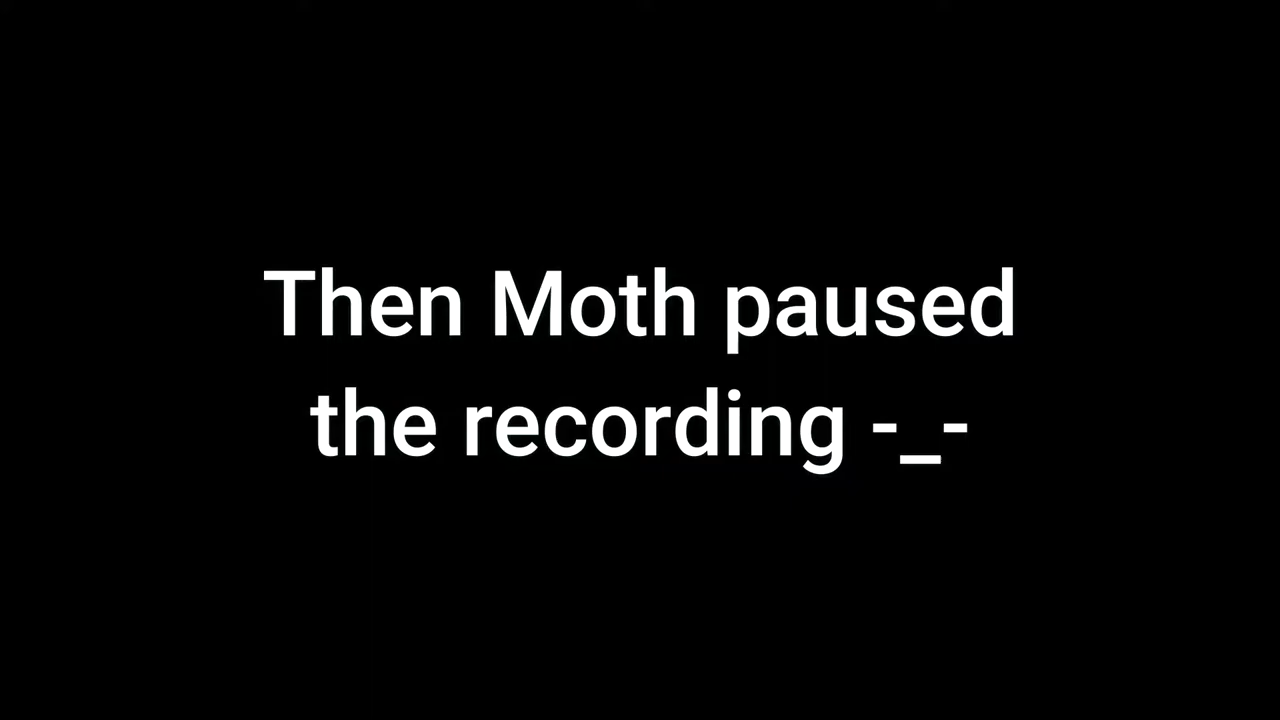 Then Moth paused
the recording -_-